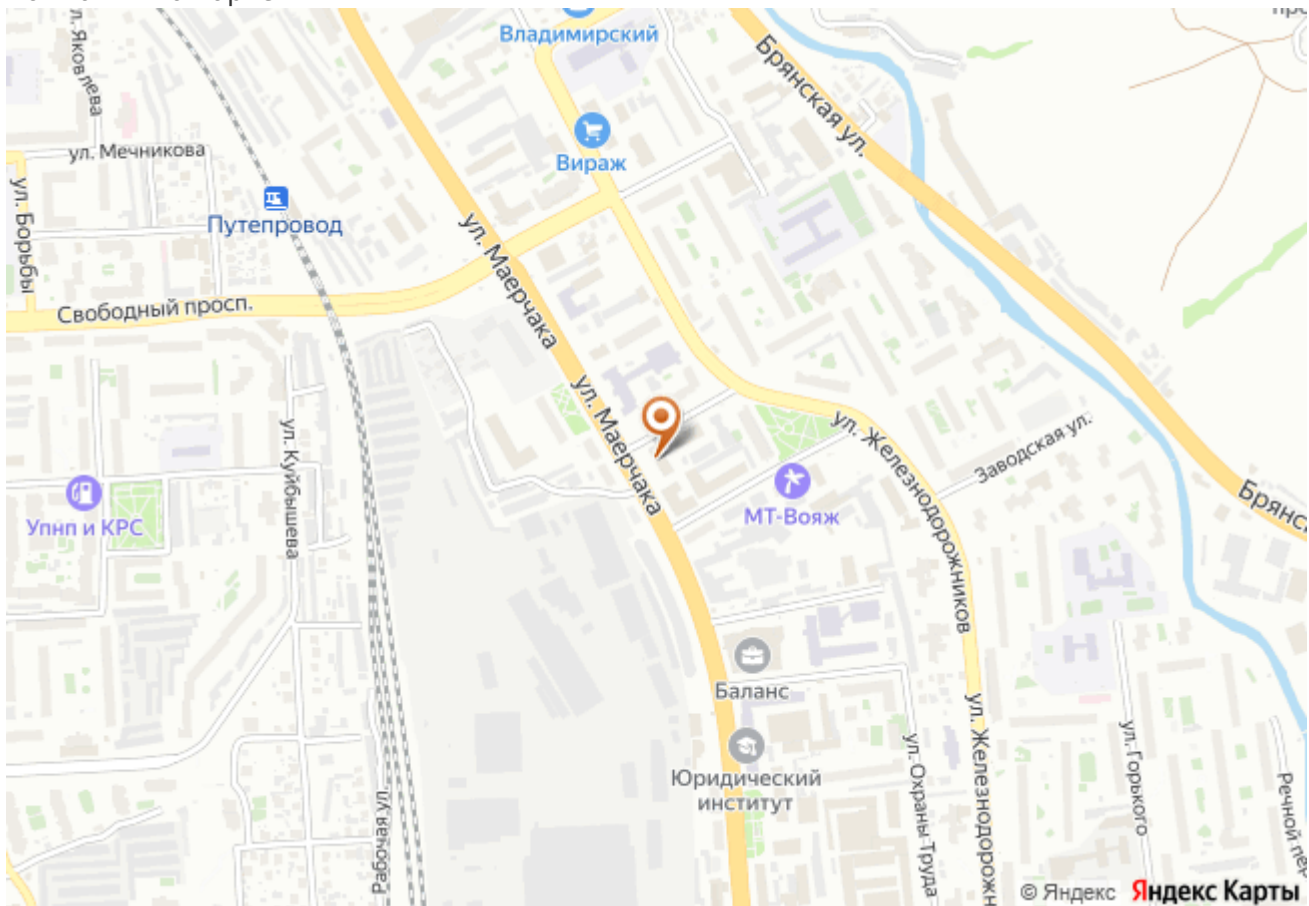 Владимирский
Брянская ул.
ул. Яковлева
ул. Мечникова
Вираж
ул. Борьбы
Путепровод
ул. Маерчака
Свободный просп.
ул. Маерчака
ул. Железнодорожников
Заводская ул.
ул. Куйбышева
Упнп и КРС
МТ-Вояж
Баланс
Юридический
институт
ул. Охраны Труда
ул. Горького
Рабочая ул.
© Яндекс Яндекс Карты